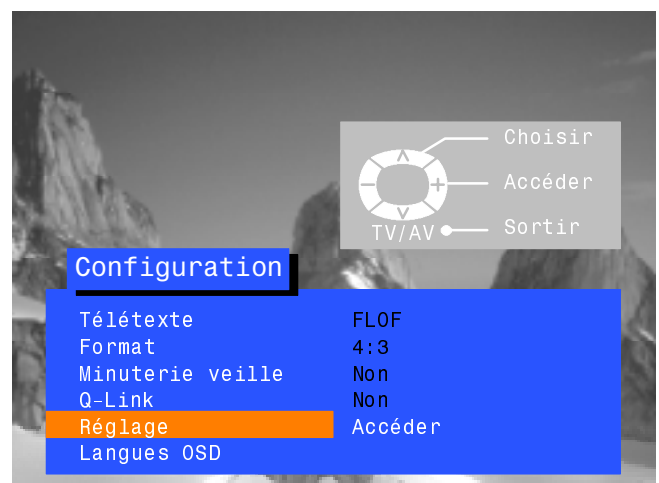 Choisir
Accéder
TV/AV Sortir
Configuration
Télétexte FLOF
Format 4:3
Minuterie veille Non
Q-Link Non
Réglage Accéder
Langues OSD